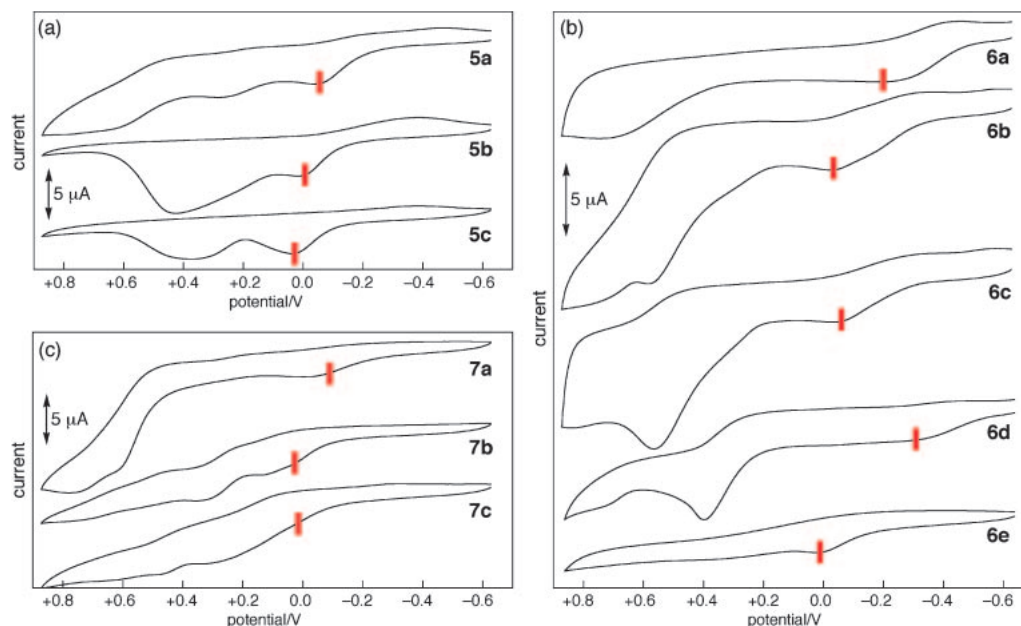 (a)
5a
5b
5c
current
5 μA
+0.8 +0.6 +0.4 +0.2 0.0 −0.2 −0.4 −0.6
potential/V
(c)
7a
7b
7c
current
5 μA
+0.8 +0.6 +0.4 +0.2 0.0 −0.2 −0.4 −0.6
potential/V
(b)
6a
6b
6c
6d
6e
current
5 μA
+0.8 +0.6 +0.4 +0.2 0.0 −0.2 −0.4 −0.6
potential/V